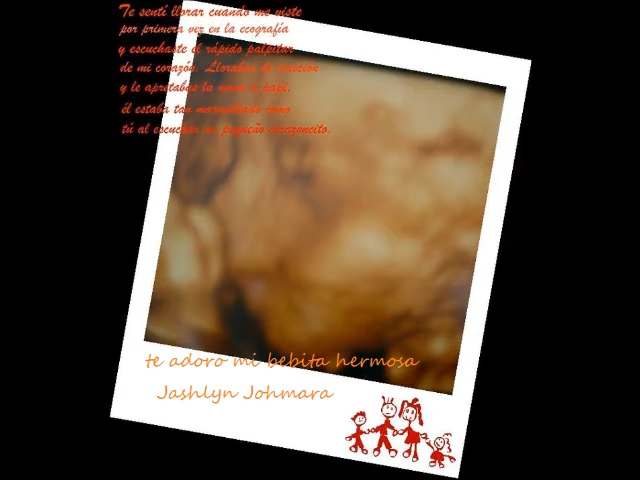 Te sentí llorar cuando me viste
por primera vez en la ecografía
y escuchaste el rápido palpitar
de mi corazón. Llorabas de emoción
y le apretabas la mano a papi,
él estaba tan maravillado como
tú al escuchar mi pequeño corazoncito.
te adoro mi bebita hermosa
Jashlyn Johmara